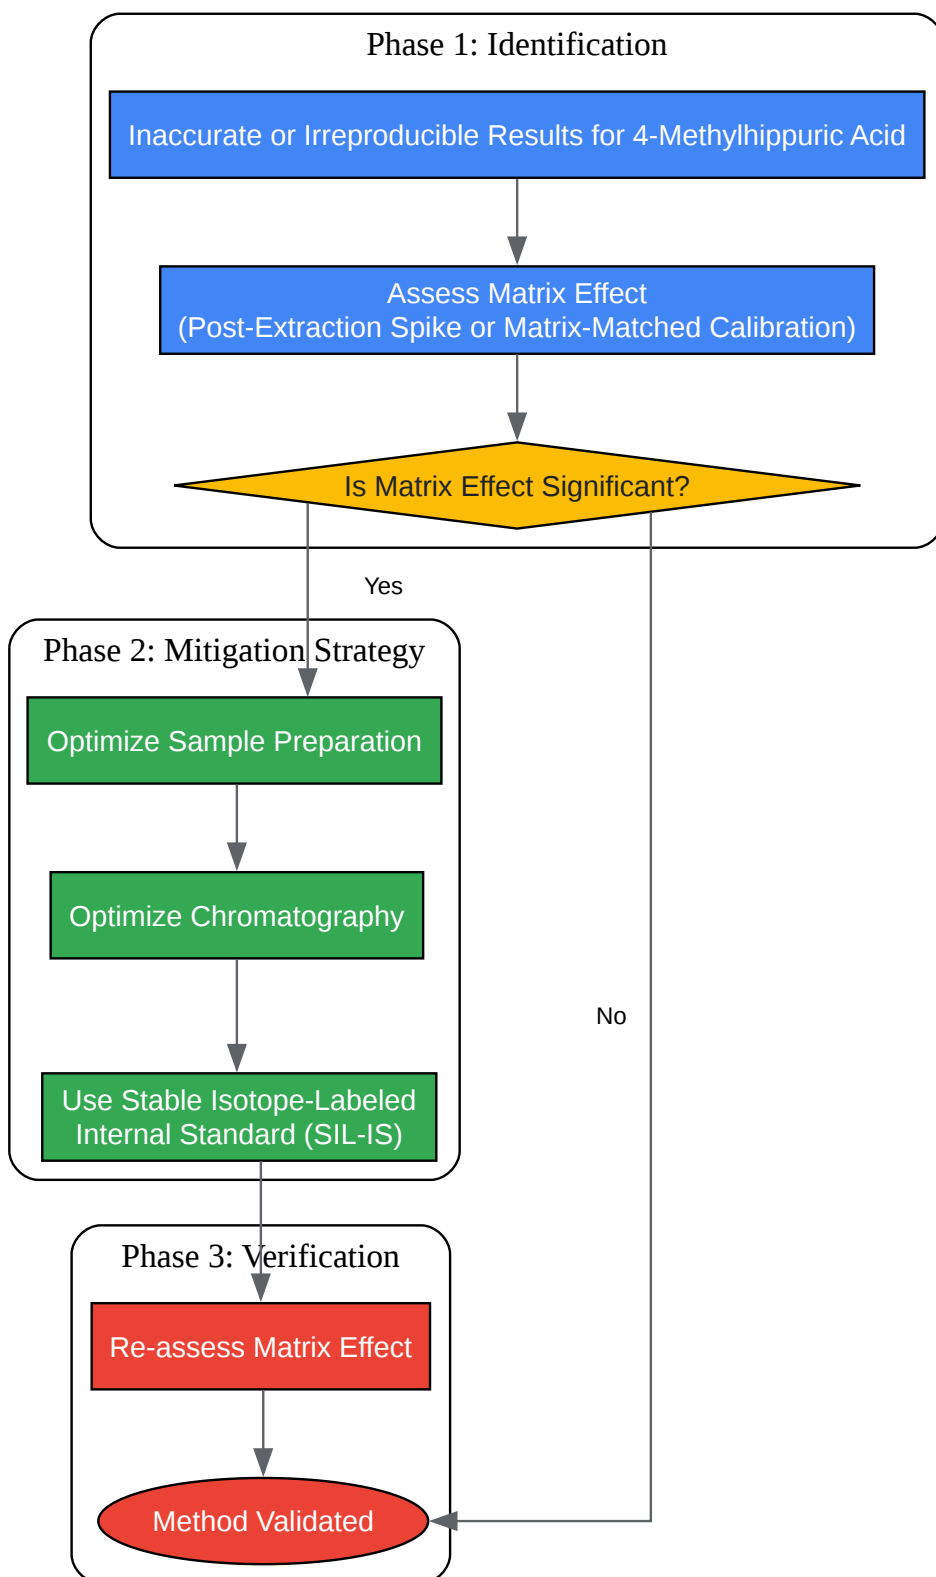 Phase 1: Identification
Inaccurate or Irreproducible Results for 4-Methylhippuric Acid
Assess Matrix Effect
(Post-Extraction Spike or Matrix-Matched Calibration)
Is Matrix Effect Significant?
Yes
Phase 2: Mitigation Strategy
Optimize Sample Preparation
Optimize Chromatography
No
Use Stable Isotope-Labeled
Internal Standard (SIL-IS)
Phase 3: Verification
Re-assess Matrix Effect
Method Validated